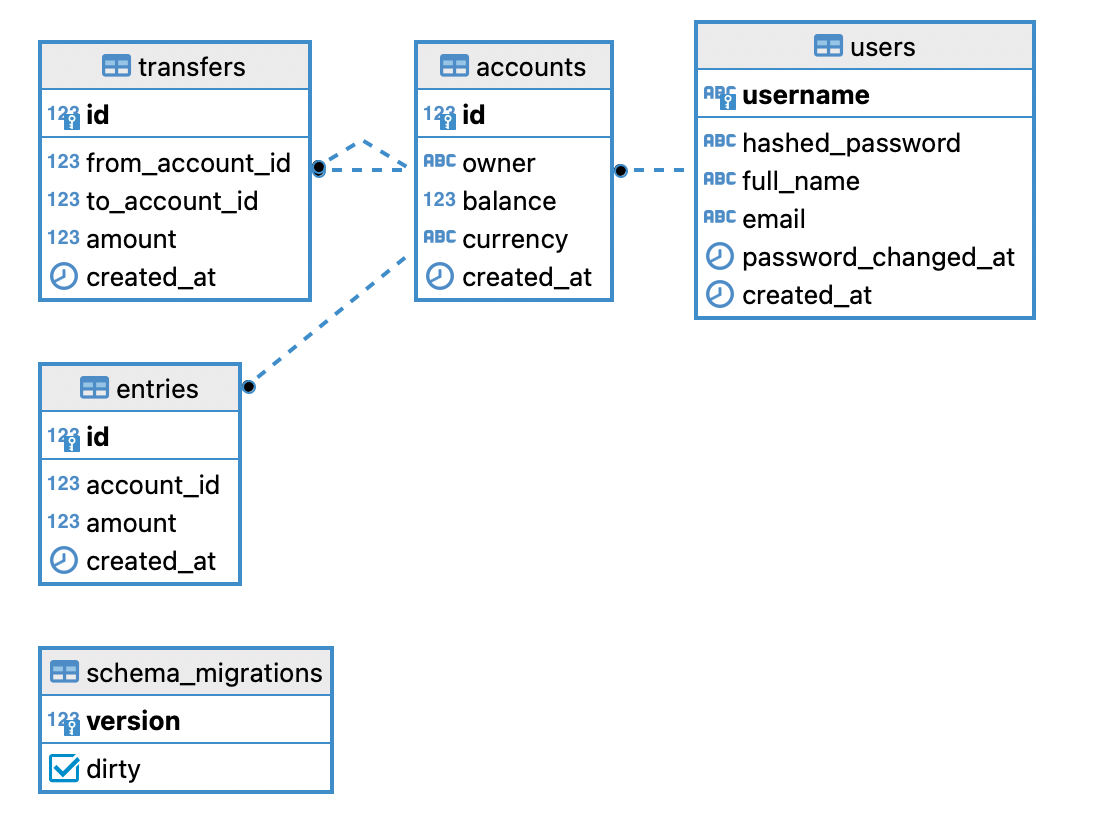 transfers
123 id
123 from_account_id
123 to_account_id
123 amount
created_at
accounts
123 id
ABC owner
123 balance
ABC currency
created_at
users
ABC username
ABC hashed_password
ABC full_name
ABC email
password_changed_at
created_at
entries
123 id
123 account_id
123 amount
created_at
schema_migrations
123 version
dirty